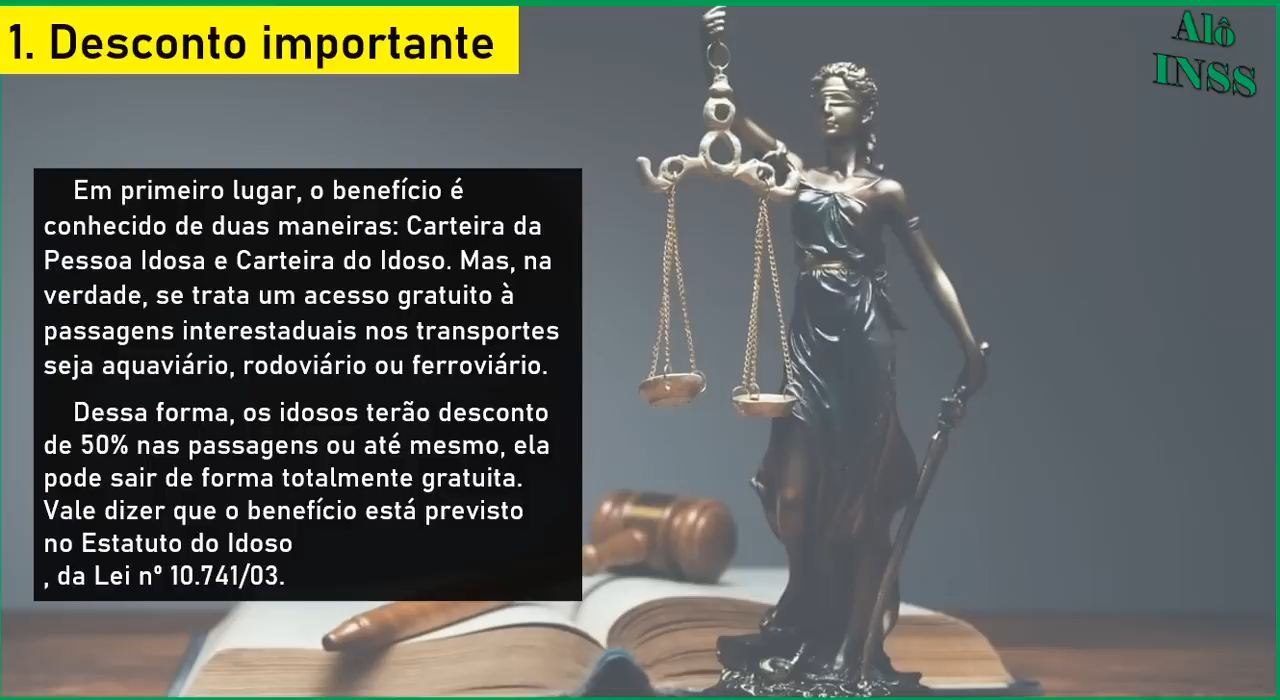 1. Desconto importante
Alô
INSS
Em primeiro lugar, o benefício é
conhecido de duas maneiras: Carteira da
Pessoa Idosa e Carteira do Idoso. Mas, na
verdade, se trata um acesso gratuito à
passagens interestaduais nos transportes
seja aquaviário, rodoviário ou ferroviário.
Dessa forma, os idosos terão desconto
de 50% nas passagens ou até mesmo, ela
pode sair de forma totalmente gratuita.
Vale dizer que o benefício está previsto
no Estatuto do Idoso
, da Lei nº 10.741/03.